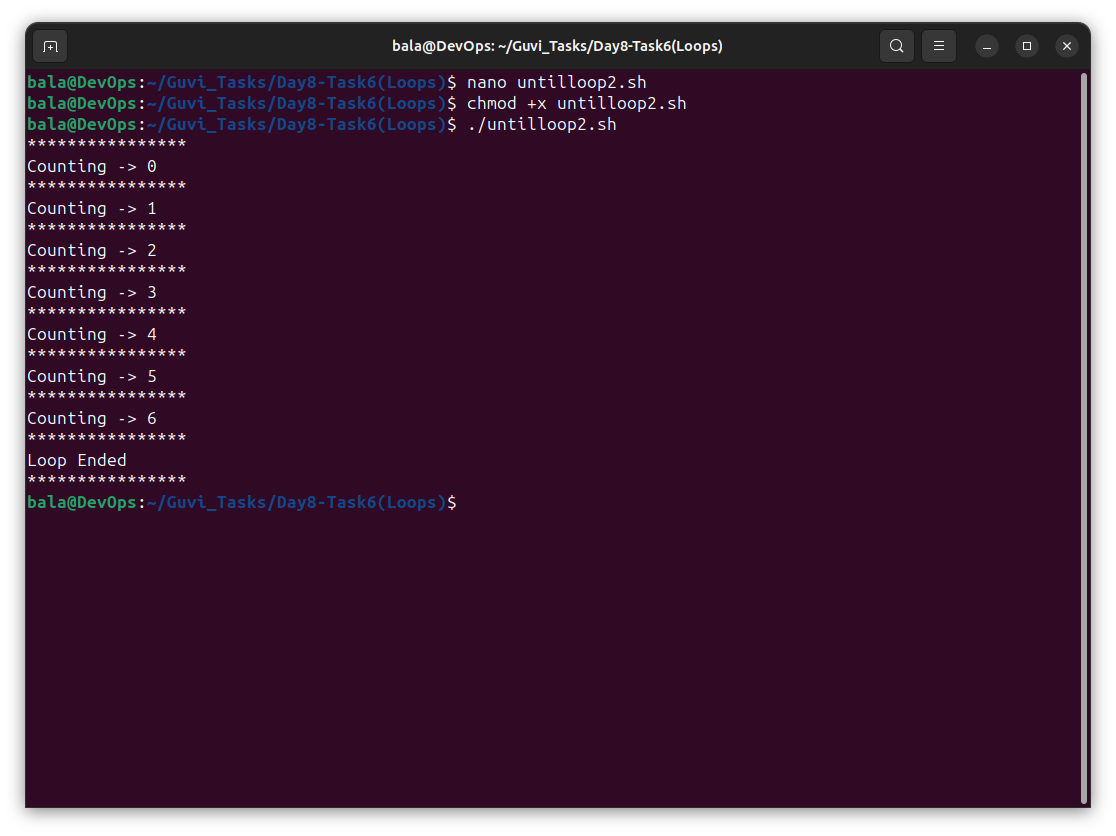 bala@DevOps: ~/Guvi_Tasks/Day8-Task6(Loops)
bala@DevOps:~/Guvi_Tasks/Day8-Task6(Loops)$ nano untilloop2.sh
bala@DevOps:~/Guvi_Tasks/Day8-Task6(Loops)$ chmod +x untilloop2.sh
bala@DevOps:~/Guvi_Tasks/Day8-Task6(Loops)$ ./untilloop2.sh
****************
Counting -> 0
****************
Counting -> 1
****************
Counting -> 2
****************
Counting -> 3
****************
Counting -> 4
****************
Counting -> 5
****************
Counting -> 6
****************
Loop Ended
****************
bala@DevOps:~/Guvi_Tasks/Day8-Task6(Loops)$